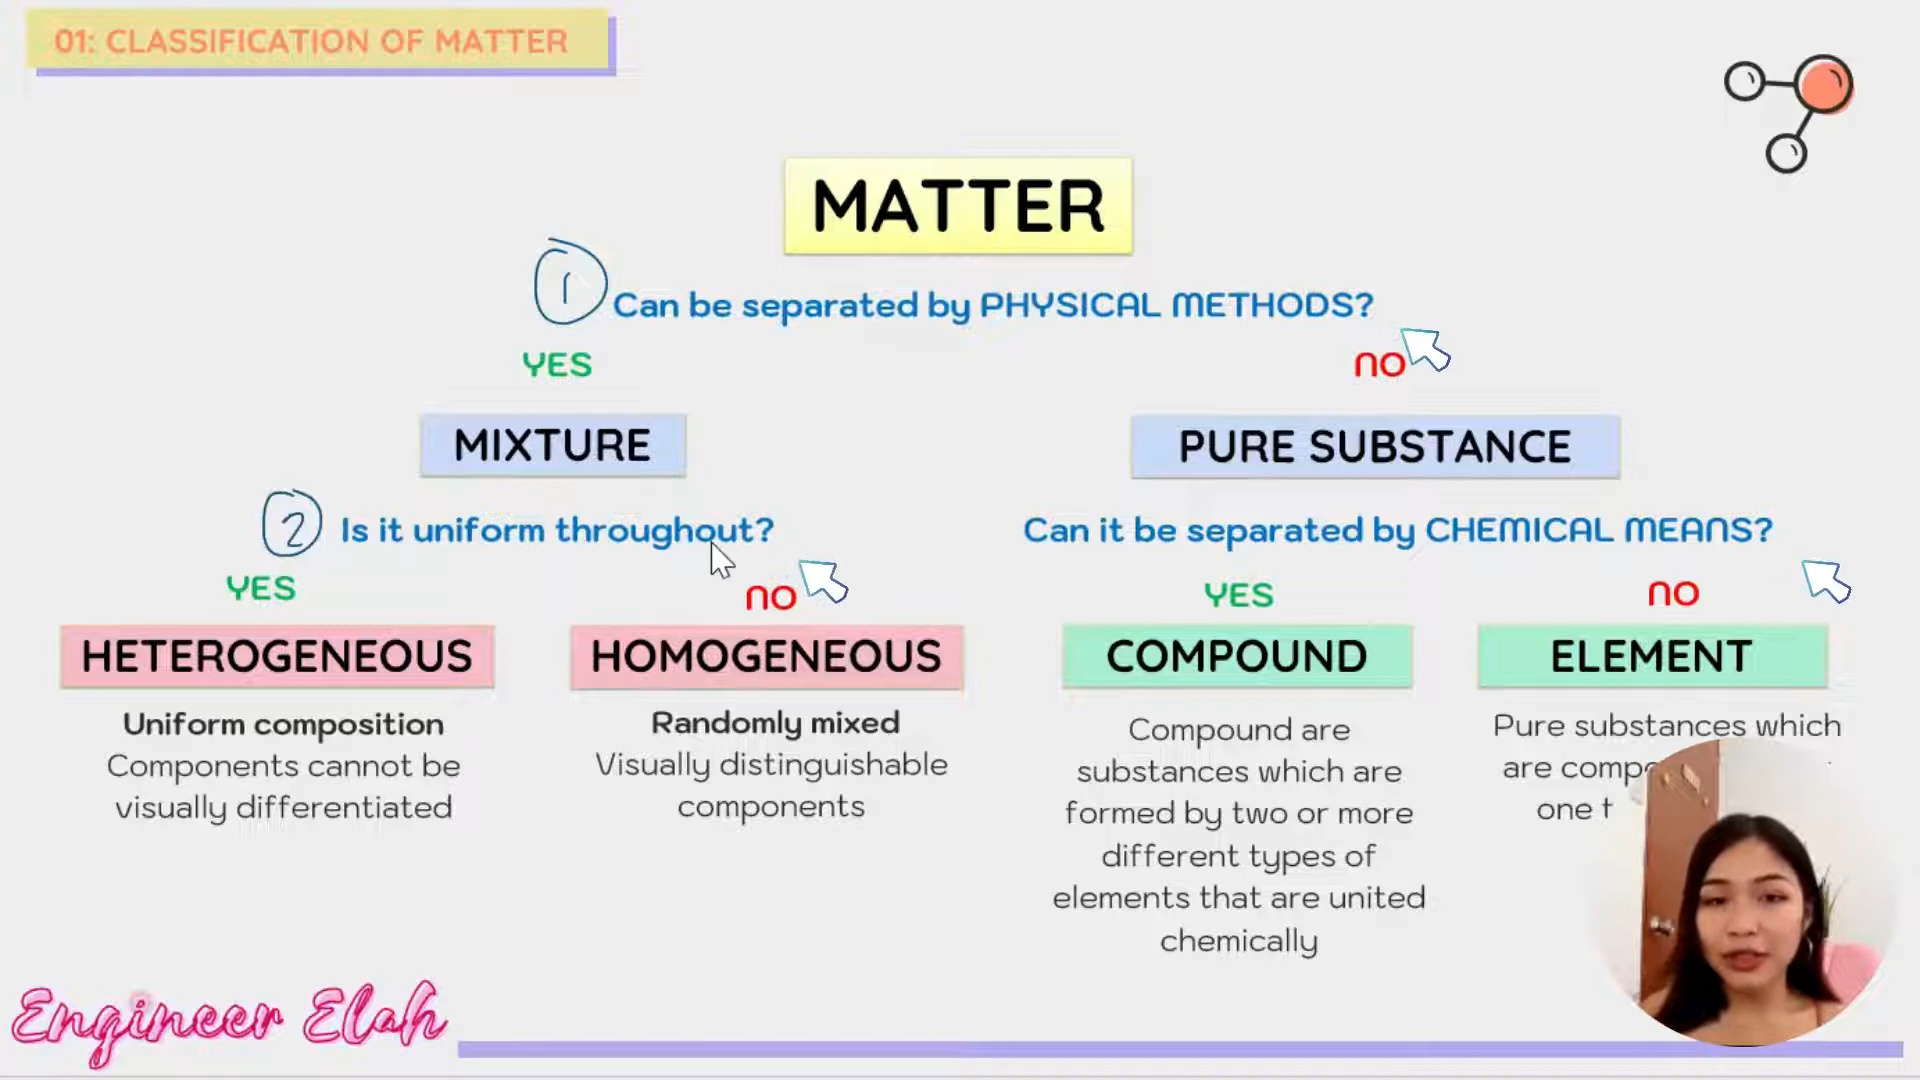 01: CLASSIFICATION OF MATTER
MATTER
1
Can be separated by PHYSICAL METHODS?
YES
NO
MIXTURE
PURE SUBSTANCE
2
Is it uniform throughout?
Can it be separated by CHEMICAL MEANS?
YES
NO
YES
NO
HETEROGENEOUS
HOMOGENEOUS
COMPOUND
ELEMENT
Uniform composition
Components cannot be
visually differentiated
Randomly mixed
Visually distinguishable
components
Compound are
substances which are
formed by two or more
different types of
elements that are united
chemically
Pure substances which
are
one
Engineer Elah